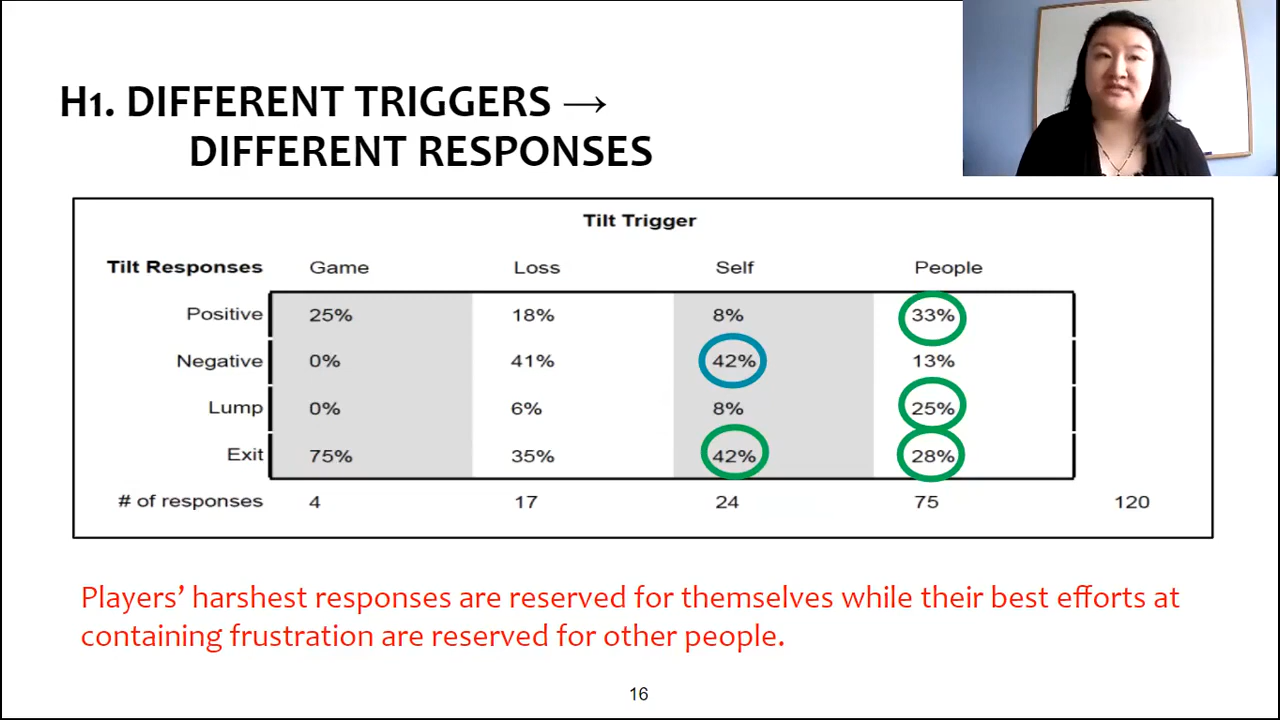 H1. DIFFERENT TRIGGERS →
DIFFERENT RESPONSES
Tilt Trigger
Tilt Responses Game Loss Self People
Positive 25% 18% 8% 33%
Negative 0% 41% 42% 13%
Lump 0% 6% 8% 25%
Exit 75% 35% 42% 28%
# of responses 4 17 24 75 120
Players’ harshest responses are reserved for themselves while their best efforts at
containing frustration are reserved for other people.
16